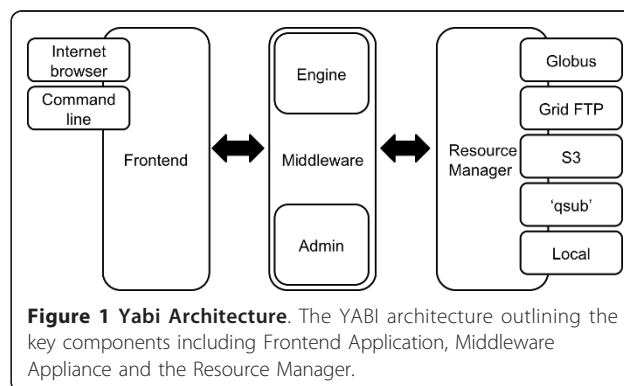 Internet
browser
Command
line
Frontend
Engine
Middleware
Admin
Resource
Manager
Globus
Grid FTP
S3
'qsub'
Local
Figure 1 Yabi Architecture. The YABI architecture outlining the
key components including Frontend Application, Middleware
Appliance and the Resource Manager.